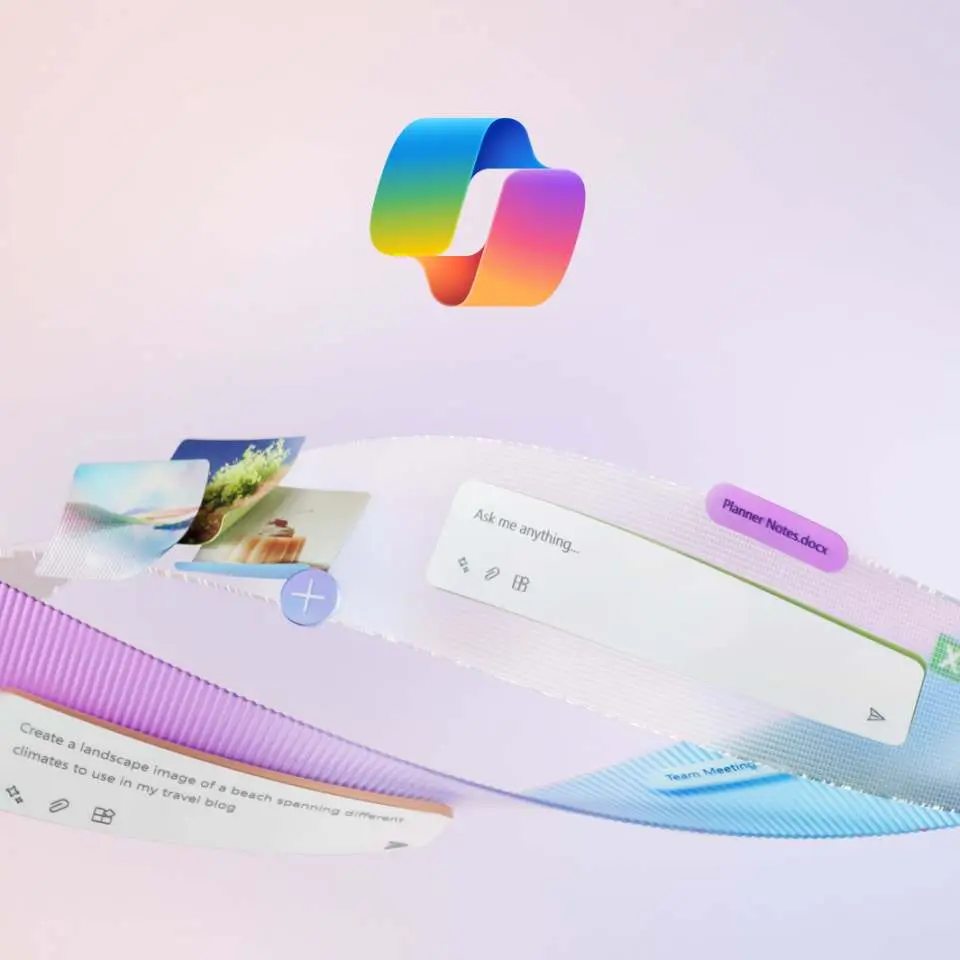 Ask me anything...
Planner Notes.docx
X
Team Meeting
Create a landscape image of a beach spenning different
climates to use in my travel blog